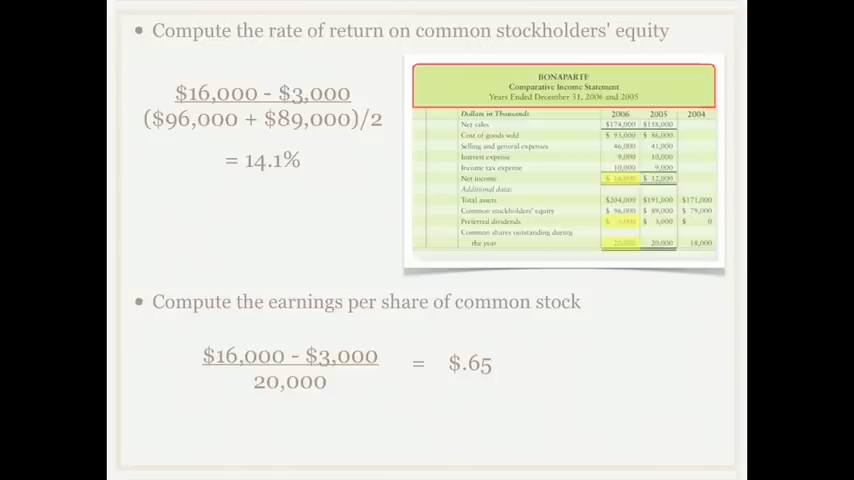 • Compute the rate of return on common stockholders' equity
$16,000 - $3,000
($96,000 + $89,000)/2
= 14.1%
BONAPARTE
Comparative Income Statement
Years Ended December 31, 2006 and 2005
Dollars in Thousands 2006 2005 2004
Net sales $174,000 $158,000
Cost of goods sold $ 93,000 $ 86,000
Selling and general expenses 46,000 41,000
Interest expense 9,000 10,000
Income tax expense 10,000 9,000
Net income $ 16,000 $ 12,000
Additional data:
Total assets $204,000 $191,000 $171,000
Common stockholders' equity $ 96,000 $ 89,000 $ 79,000
Preferred dividends $ 3,000 $ 3,000 $ 0
Common shares outstanding during
the year 20,000 20,000 18,000
• Compute the earnings per share of common stock
$16,000 - $3,000
20,000
= $.65